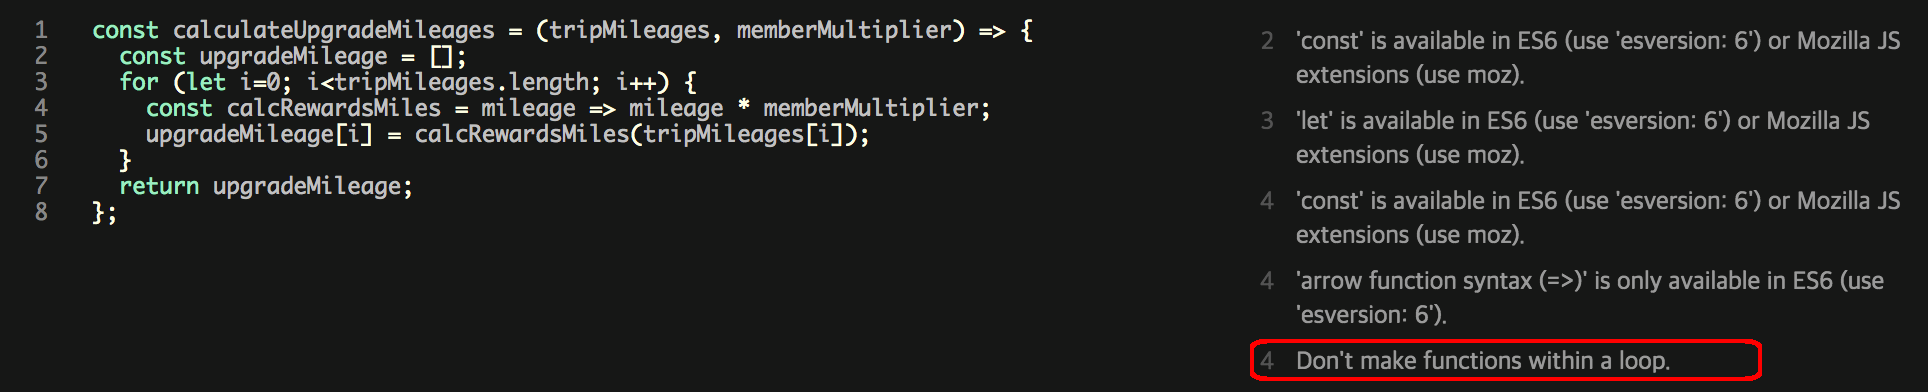 1 const calculateUpgradeMileages = (tripMileages, memberMultiplier) => {
2 const upgradeMileage = [];
3 for (let i=0; i<tripMileages.length; i++) {
4 const calcRewardsMiles = mileage => mileage * memberMultiplier;
5 upgradeMileage[i] = calcRewardsMiles(tripMileages[i]);
6 }
7 return upgradeMileage;
8 };
2 'const' is available in ES6 (use 'esversion: 6') or Mozilla JS
extensions (use moz).
3 'let' is available in ES6 (use 'esversion: 6') or Mozilla JS
extensions (use moz).
4 'const' is available in ES6 (use 'esversion: 6') or Mozilla JS
extensions (use moz).
4 'arrow function syntax (=>)' is only available in ES6 (use
'esversion: 6').
4 Don't make functions within a loop.